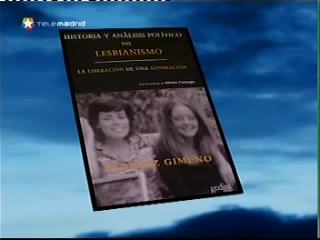 TELEMADRID
HISTORIA Y ANÁLISIS POLÍTICO
DEL
LESBIANISMO
LA LIBERACIÓN DE UNA GENERACIÓN
GIMENO
gedisa